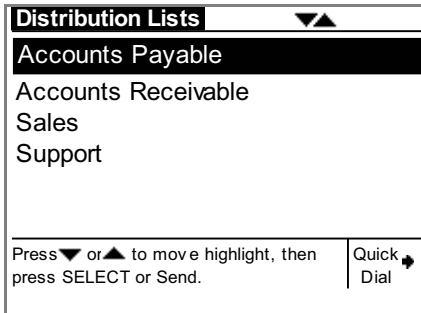 Distribution Lists ▼▲
Accounts Payable
Accounts Receivable
Sales
Support
Press▼ or▲ to move highlight, then
press SELECT or Send.
Quick
Dial